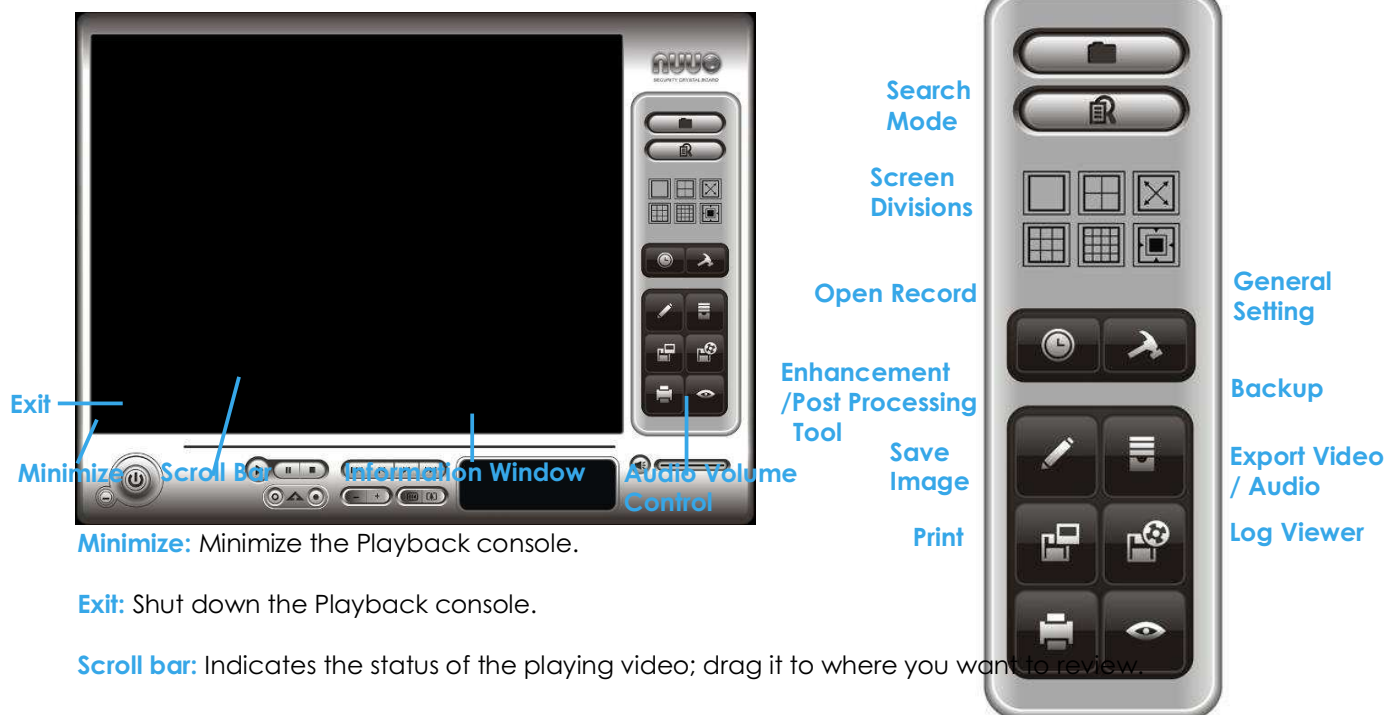 nuuo
SECURITY CRYSTAL BOARD
Search
Mode
Screen
Divisions
Open Record
General
Setting
Enhancement
/Post Processing
Tool
Backup
Save
Image
Export Video
/ Audio
Print
Log Viewer
Exit
Minimize
Scroll Bar
Information Window
Audio Volume
Control
Minimize: Minimize the Playback console.
Exit: Shut down the Playback console.
Scroll bar: Indicates the status of the playing video; drag it to where you want to review.